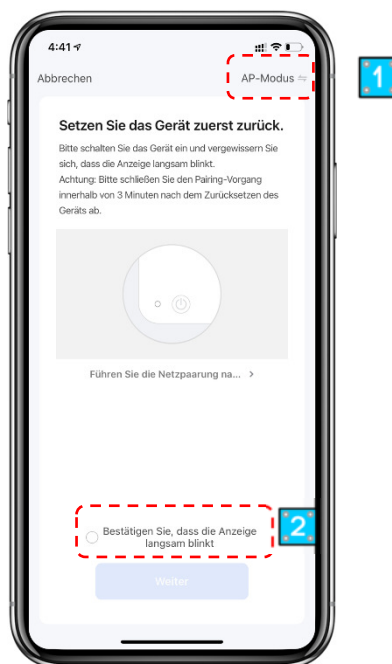 4:41
Abbrechen
AP-Modus
1
Setzen Sie das Gerät zuerst zurück.
Bitte schalten Sie das Gerät ein und vergewissern Sie
sich, dass die Anzeige langsam blinkt.
Achtung: Bitte schließen Sie den Pairing-Vorgang
innerhalb von 3 Minuten nach dem Zurücksetzen des
Geräts ab.
Führen Sie die Netzpaarung na... >
Bestätigen Sie, dass die Anzeige
langsam blinkt
2
Weiter